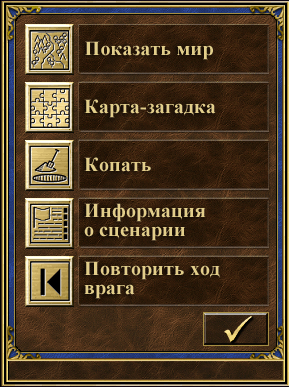 Показать мир
Карта-загадка
Копать
Информация
о сценарии
Повторить ход
врага